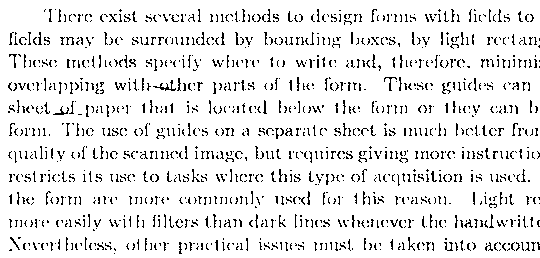 There exist several methods to design forms with fields to
fields may be surrounded by bounding boxes, by light rectang
These methods specify where to write and, therefore, minimi
overlapping with other parts of the form. These guides can
sheet of paper that is located below the form or they can b
form. The use of guides on a separate sheet is much better from
quality of the scanned image, but requires giving more instructio
restricts its use to tasks where this type of acquisition is used.
the form are more commonly used for this reason. Light re
more easily with filters than dark lines whenever the handwritte
Nevertheless, other practical issues must be taken into accoun